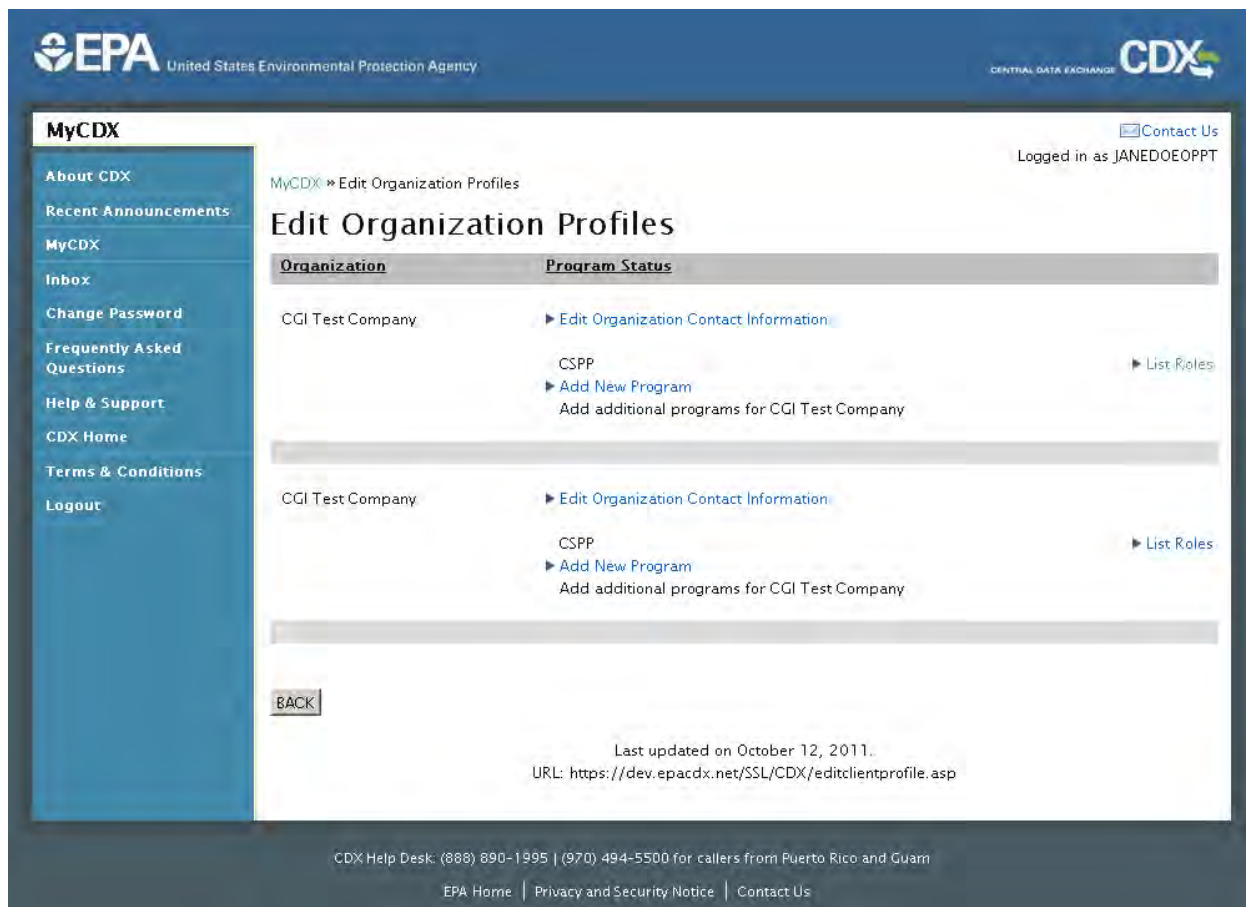 EPA United States Environmental Protection Agency
CENTRAL DATA EXCHANGE CDX
MyCDX
About CDX
Recent Announcements
MyCDX
Inbox
Change Password
Frequently Asked
Questions
Help & Support
CDX Home
Terms & Conditions
Logout
Contact Us
Logged in as JANEDOEOPPT
MyCDX » Edit Organization Profiles
Edit Organization Profiles
Organization Program Status
CGI Test Company Edit Organization Contact Information
CSPP List Roles
Add New Program
Add additional programs for CGI Test Company
CGI Test Company Edit Organization Contact Information
CSPP List Roles
Add New Program
Add additional programs for CGI Test Company
BACK
Last updated on October 12, 2011.
URL: https://dev.epacdx.net/SSL/CDX/editclientprofile.asp
CDX Help Desk: (888) 890-1995 | (970) 494-5500 for callers from Puerto Rico and Guam
EPA Home | Privacy and Security Notice | Contact Us